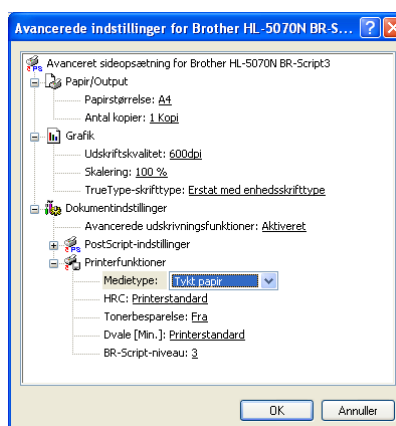 Avancerede indstillinger for Brother HL-5070N BR-S...
Avanceret sideopsætning for Brother HL-5070N BR-Script3
Papir/Output
Papirstørrelse: A4
Antal kopier: 1 Kopi
Grafik
Udskriftskvalitet: 600dpi
Skalering: 100 %
TrueType-skrifttype: Erstat med enhedsskrifttype
Dokumentindstillinger
Avancerede udskrivningsfunktioner: Aktiveret
PostScript-indstillinger
Printerfunktioner
Medietype: Tykt papir
HRC: Printerstandard
Tonerbesparelse: Fra
Dvale [Min.]: Printerstandard
BR-Script-niveau: 3
OK Annuller